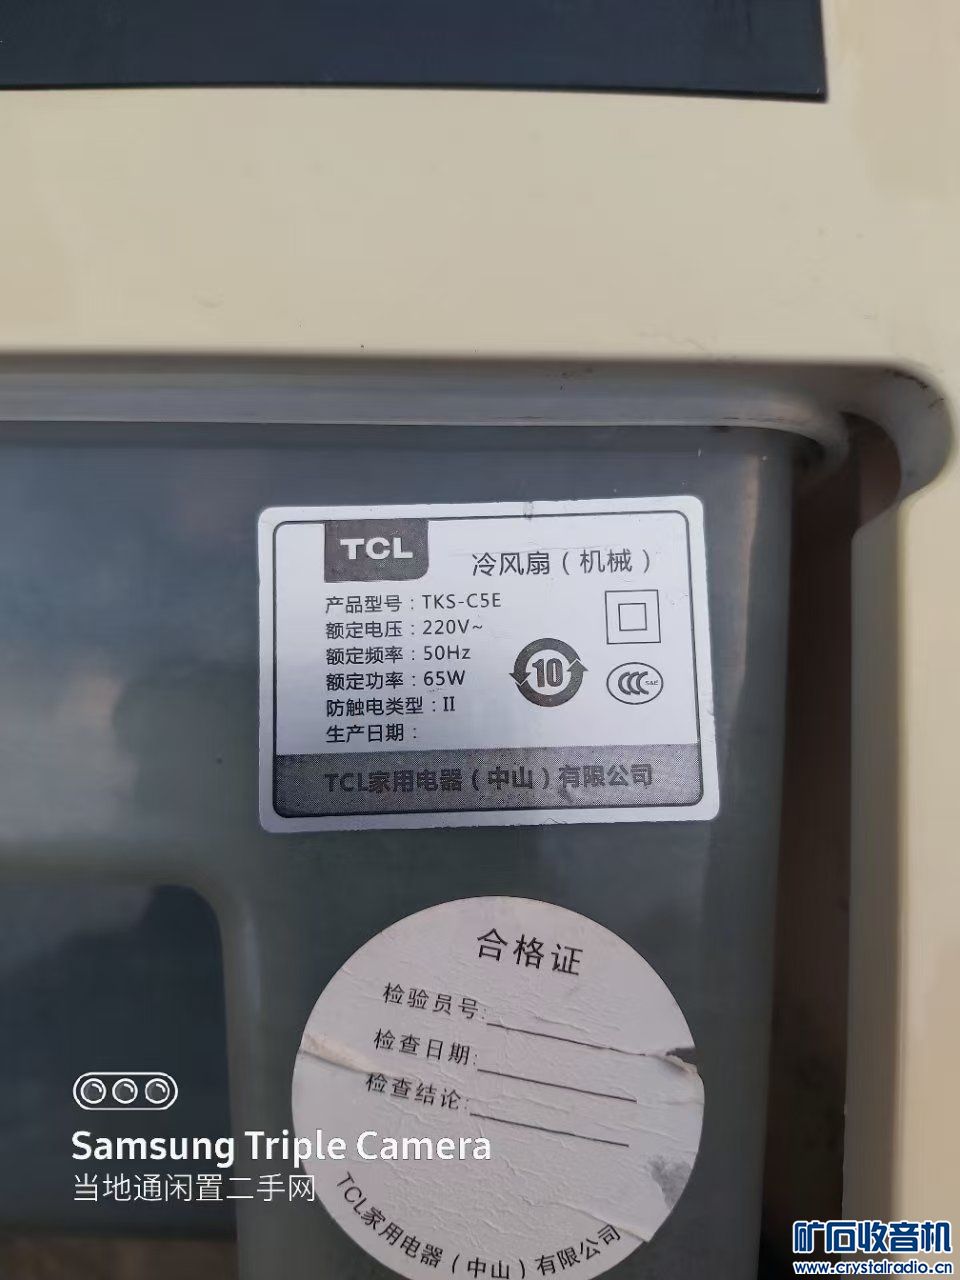 TCL
冷风扇（机械）
产品型号：TKS-C5E
额定电压：220V~
额定频率：50Hz
额定功率：65W
防触电类型：II
生产日期：
10
CCC
S&E
TCL家用电器（中山）有限公司
合格证
检验员号:
检查日期:
检查结论:
TCL家用电器（中山）有限公司
Samsung Triple Camera
当地通闲置二手网
矿石收音机
www.crystalradio.cn